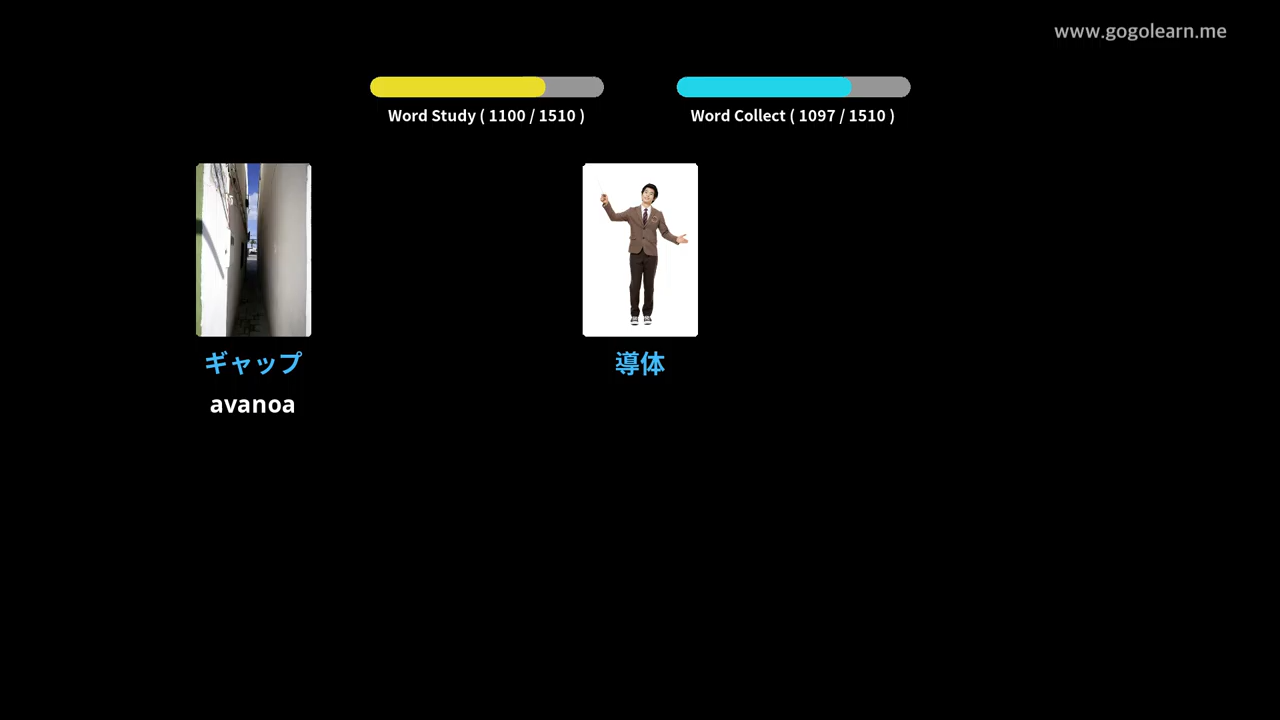 www.gogolearn.me
Word Study ( 1100 / 1510 )
Word Collect ( 1097 / 1510 )
ギャップ
導体
avanoa